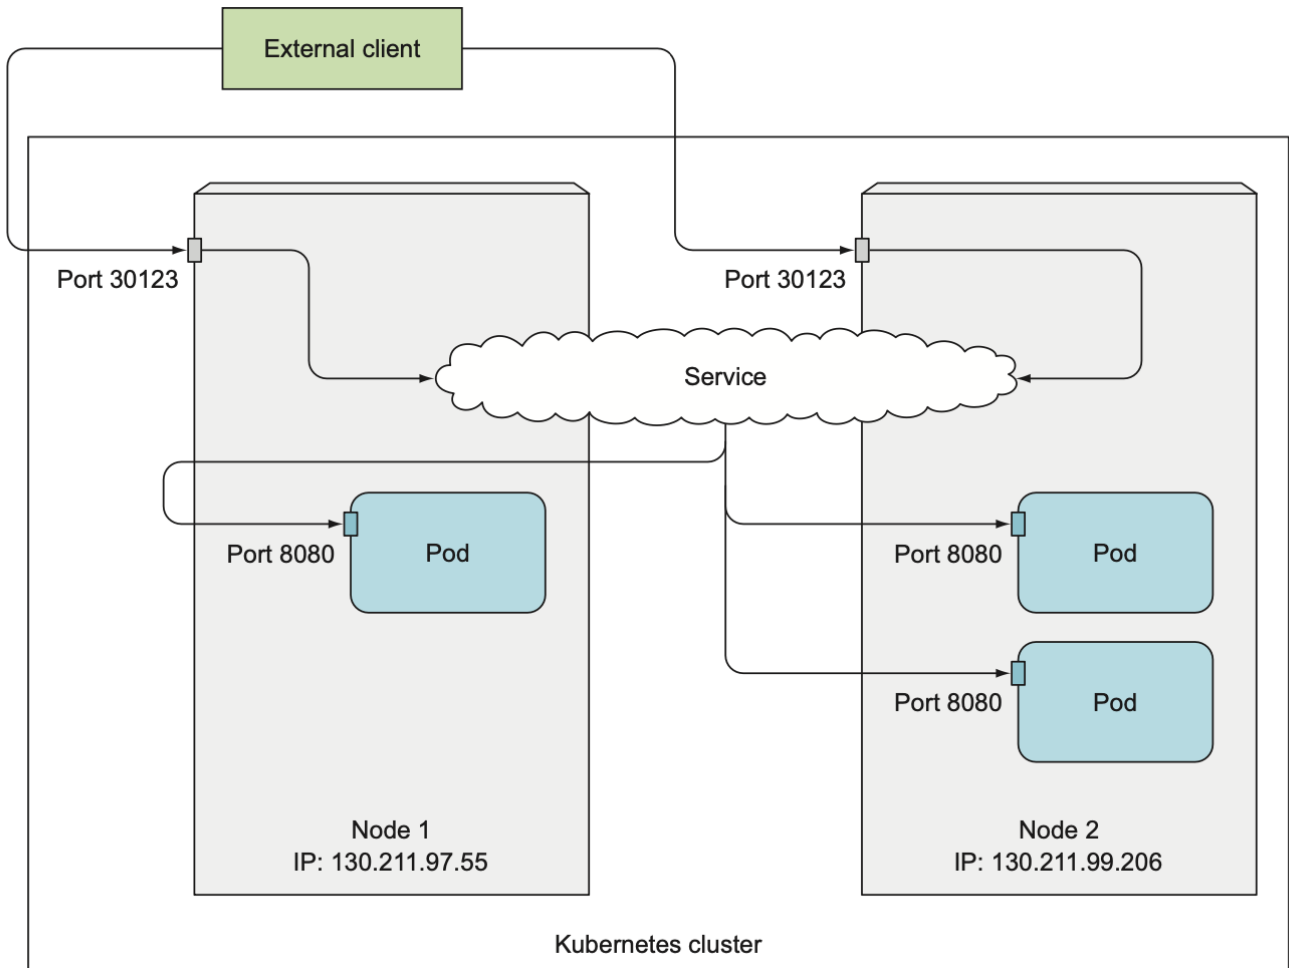 External client
Port 30123
Port 30123
Service
Port 8080
Pod
Port 8080
Pod
Port 8080
Pod
Node 1
IP: 130.211.97.55
Node 2
IP: 130.211.99.206
Kubernetes cluster